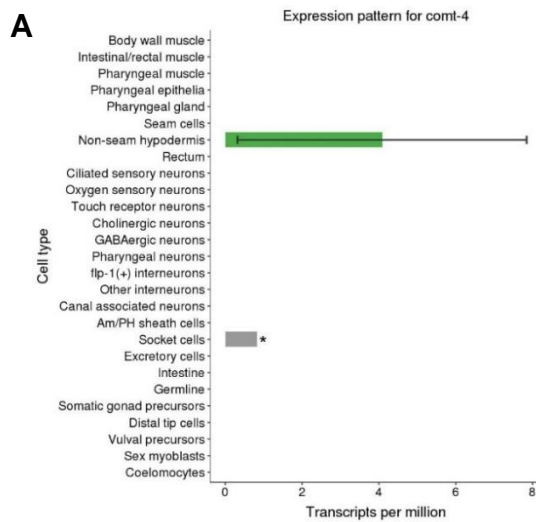 A
Expression pattern for comt-4
Body wall muscle
Intestinal/rectal muscle
Pharyngeal muscle
Pharyngeal epithelia
Pharyngeal gland
Seam cells
Non-seam hypodermis
Rectum
Ciliated sensory neurons
Oxygen sensory neurons
Touch receptor neurons
Cholinergic neurons
GABAergic neurons
Pharyngeal neurons
flp-1(+) interneurons
Other interneurons
Canal associated neurons
Am/PH sheath cells
Socket cells
*
Excretory cells
Intestine
Germline
Somatic gonad precursors
Distal tip cells
Vulval precursors
Sex myoblasts
Coelomocytes
Cell type
0 2 4 6 8
Transcripts per million